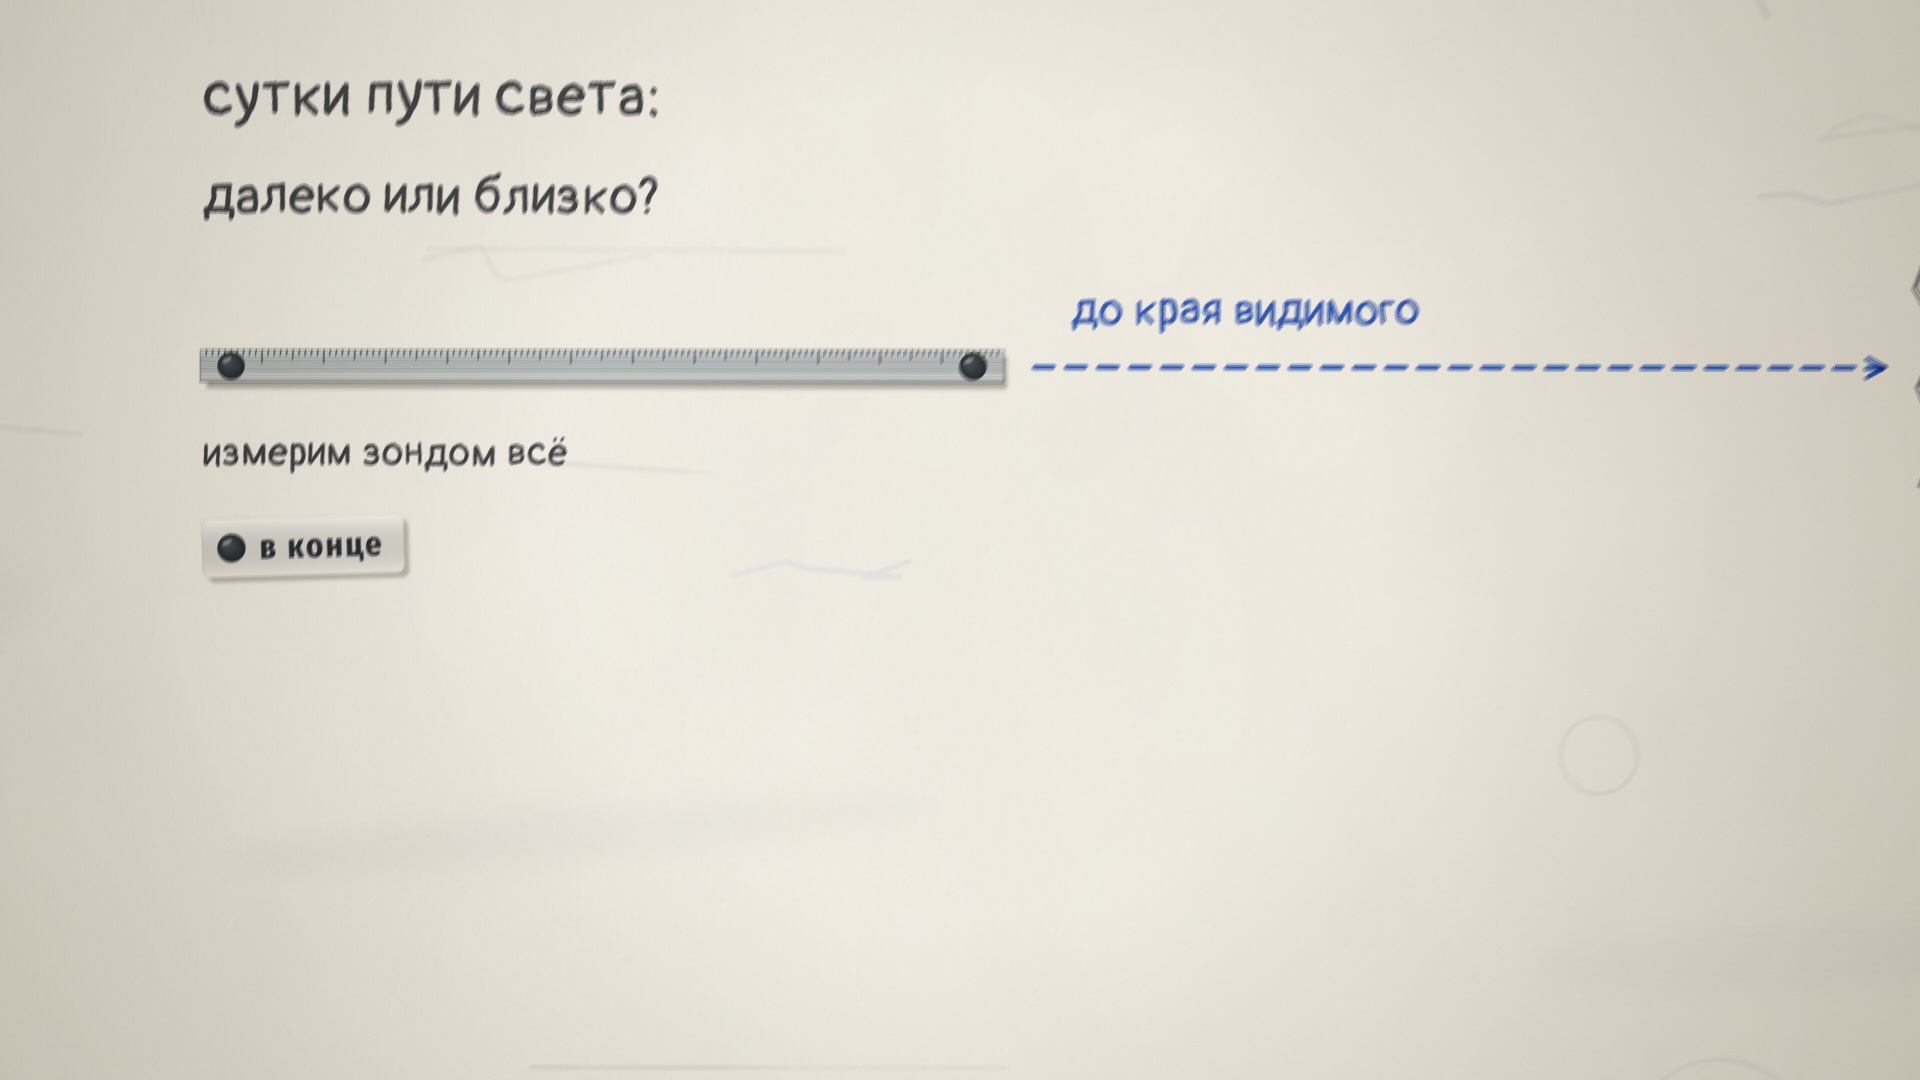 сутки пути света:
далеко или близко?
до края видимого
измерим зондом всё
в конце